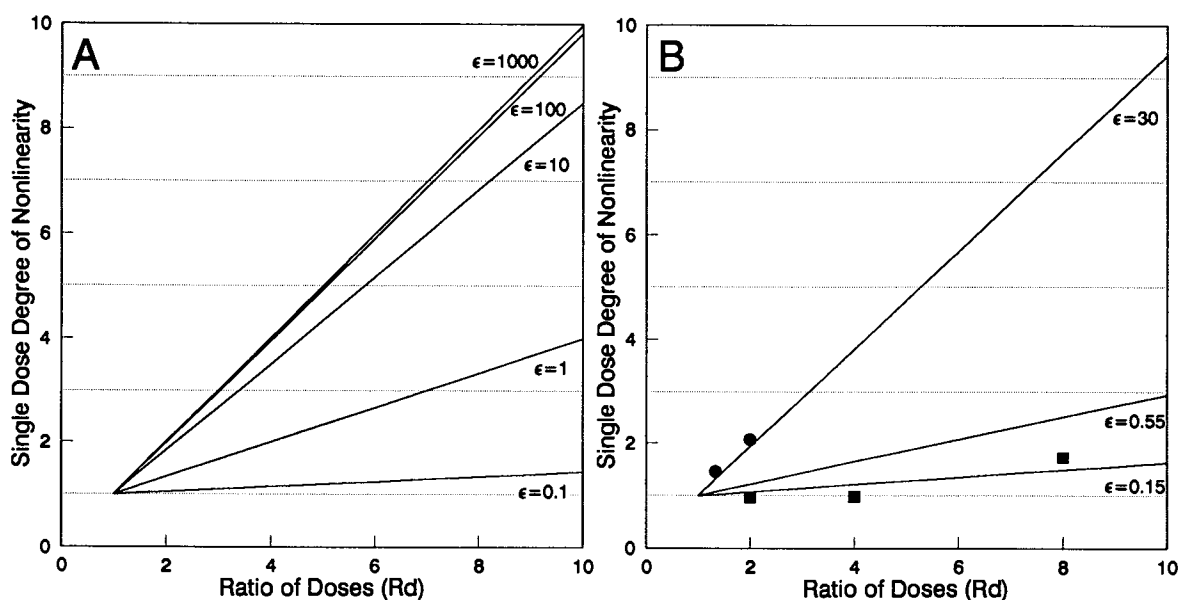 A
Single Dose Degree of Nonlinearity
10
8
6
4
2
0
ϵ=1000
ϵ=100
ϵ=10
ϵ=1
ϵ=0.1
0 2 4 6 8 10
Ratio of Doses (Rd)
B
Single Dose Degree of Nonlinearity
10
8
6
4
2
0
ϵ=30
ϵ=0.55
ϵ=0.15
0 2 4 6 8 10
Ratio of Doses (Rd)